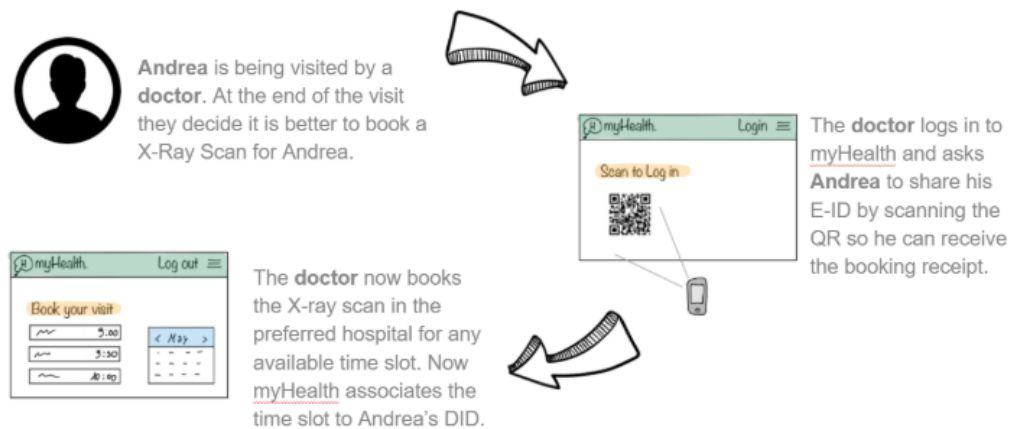 Andrea is being visited by a
doctor. At the end of the visit
they decide it is better to book a
X-Ray Scan for Andrea.
myHealth.
Login
Scan to Log in
The doctor logs in to
myHealth and asks
Andrea to share his
E-ID by scanning the
QR so he can receive
the booking receipt.
myHealth.
Log out
Book your visit
9:00
9:30
10:00
< May >
The doctor now books
the X-ray scan in the
preferred hospital for any
available time slot. Now
myHealth associates the
time slot to Andrea's DID.